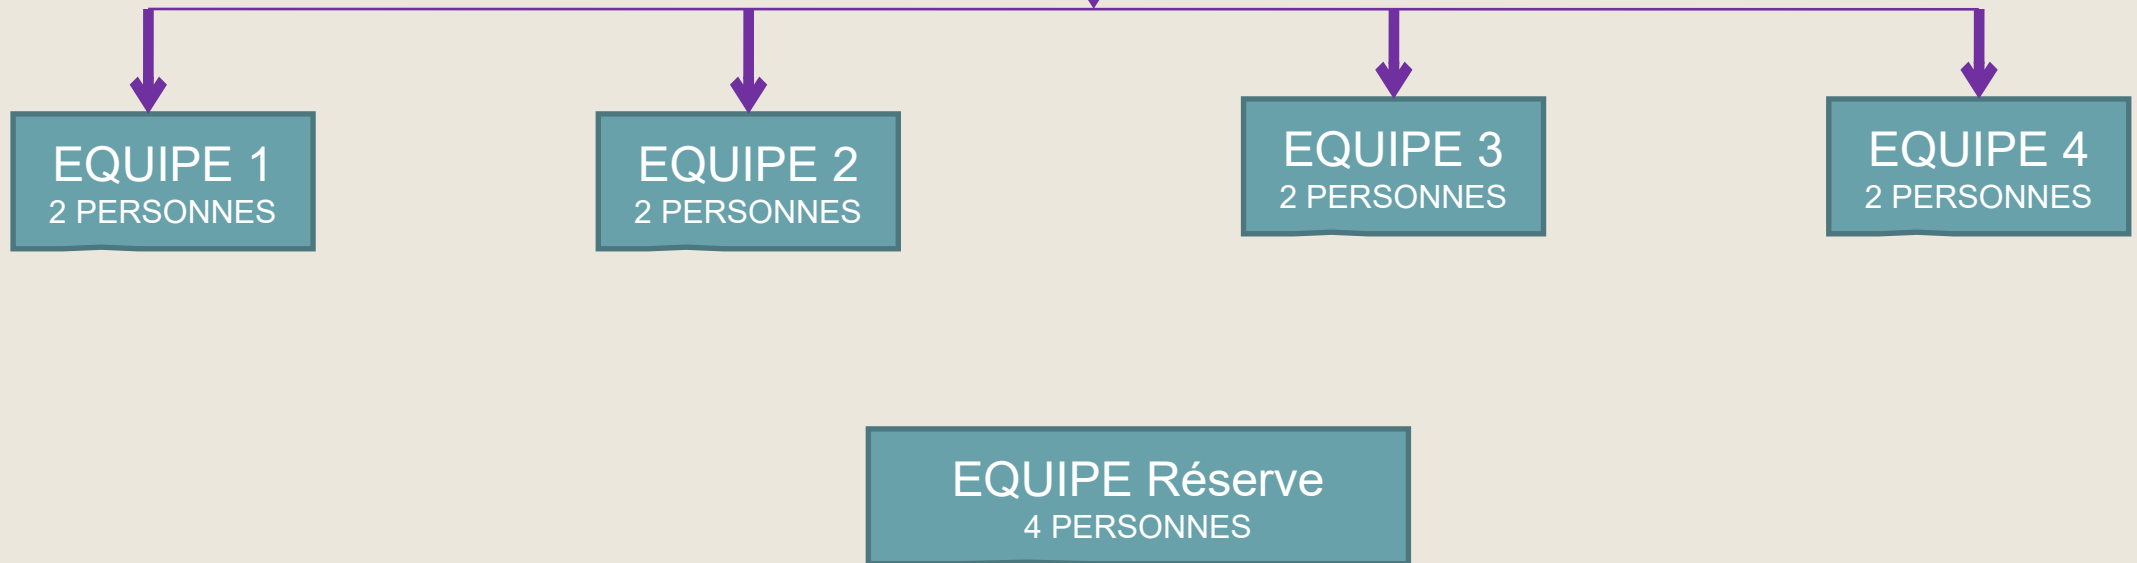 EQUIPE 1
2 PERSONNES
EQUIPE 2
2 PERSONNES
EQUIPE 3
2 PERSONNES
EQUIPE 4
2 PERSONNES
EQUIPE Réserve
4 PERSONNES